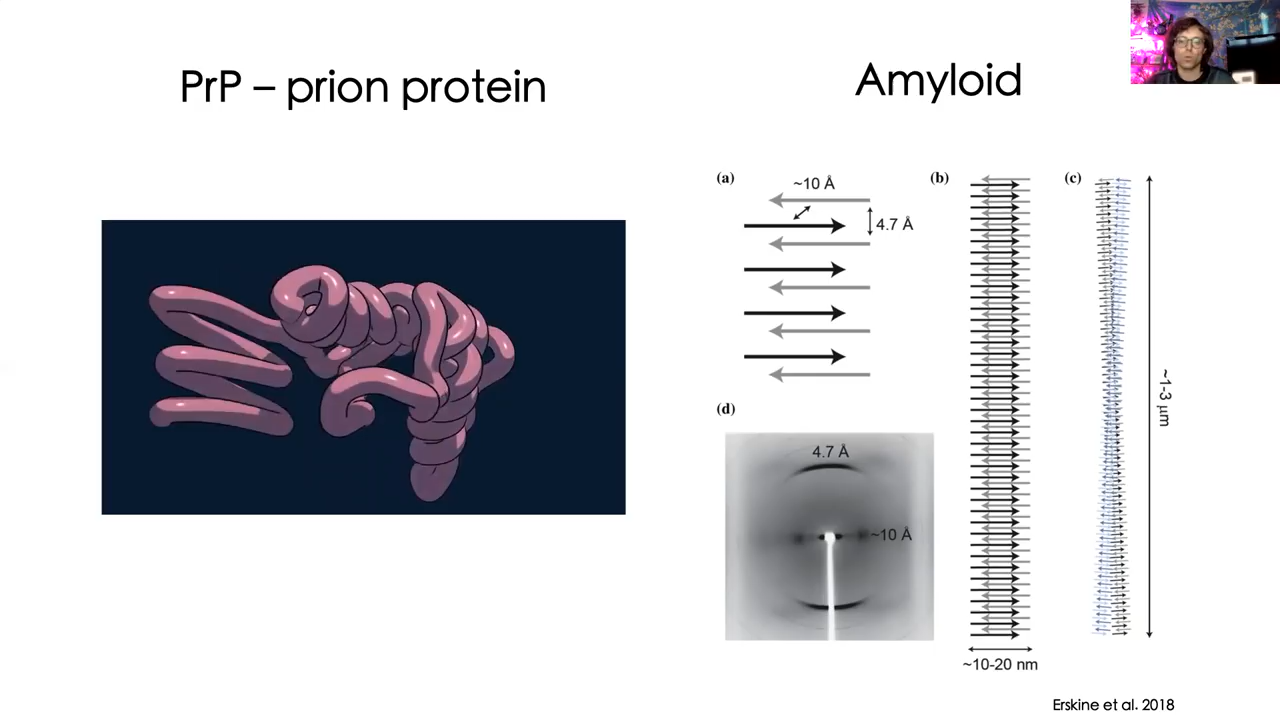 PrP – prion protein
Amyloid
(a)
~10 Å
4.7 Å
(b)
(c)
~1-3 μm
(d)
4.7 Å
~10 Å
~10-20 nm
Erskine et al. 2018